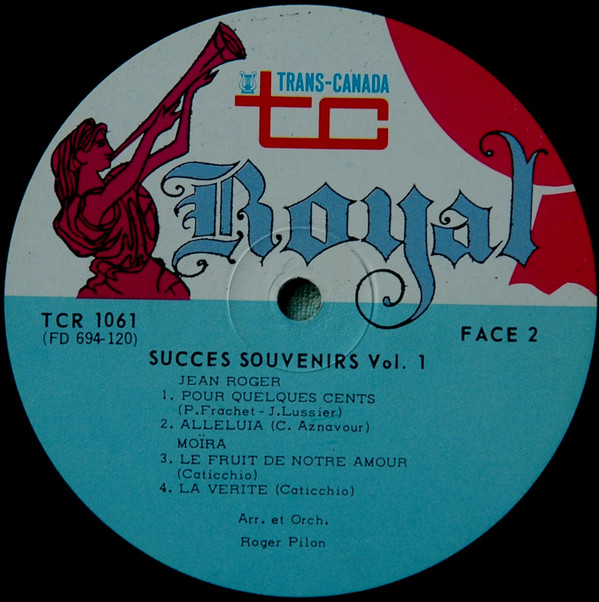 TRANS-CANADA
tc
Royal
TCR 1061
(FD 694-120)
FACE 2
SUCCES SOUVENIRS Vol. 1
JEAN ROGER
1. POUR QUELQUES CENTS
(P.Frachet - J.Lussier)
2. ALLELUIA (C. Aznavour)
MOÏRA
3. LE FRUIT DE NOTRE AMOUR
(Caticchio)
4. LA VERITE (Caticchio)
Arr. et Orch.
Roger Pilon